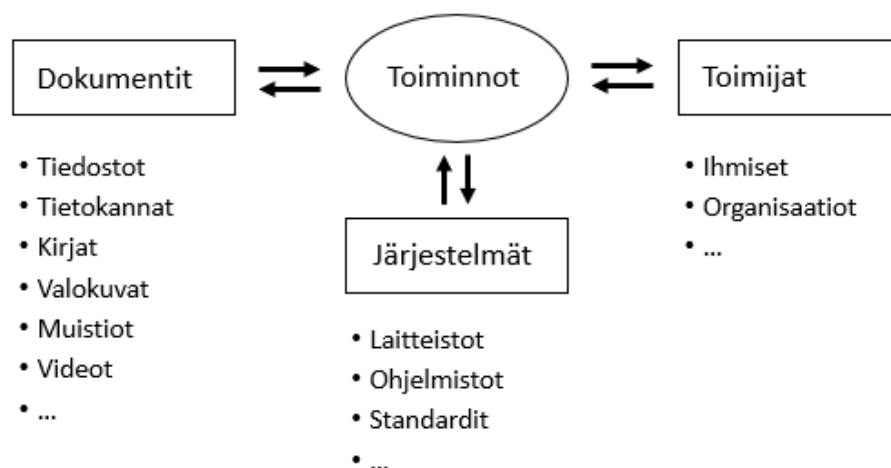 Dokumentit
Toiminnot
Toimijat
• Tiedostot
• Tietokannat
• Kirjat
• Valokuvat
• Muistiot
• Videot
• ...
Järjestelmät
• Laitteistot
• Ohjelmistot
• Standardit
• ...
• Ihmiset
• Organisaatiot
• ...